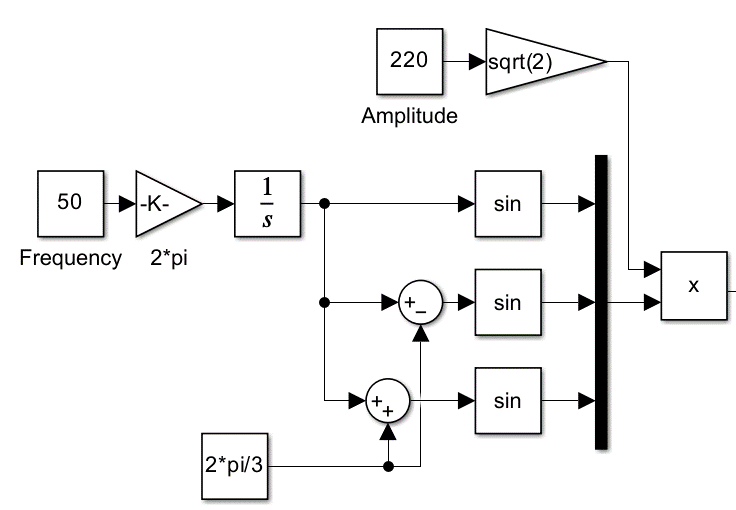 220
sqrt(2)
Amplitude
50
-K-
1
s
sin
Frequency
2*pi
+
−
sin
x
+
+
sin
2*pi/3